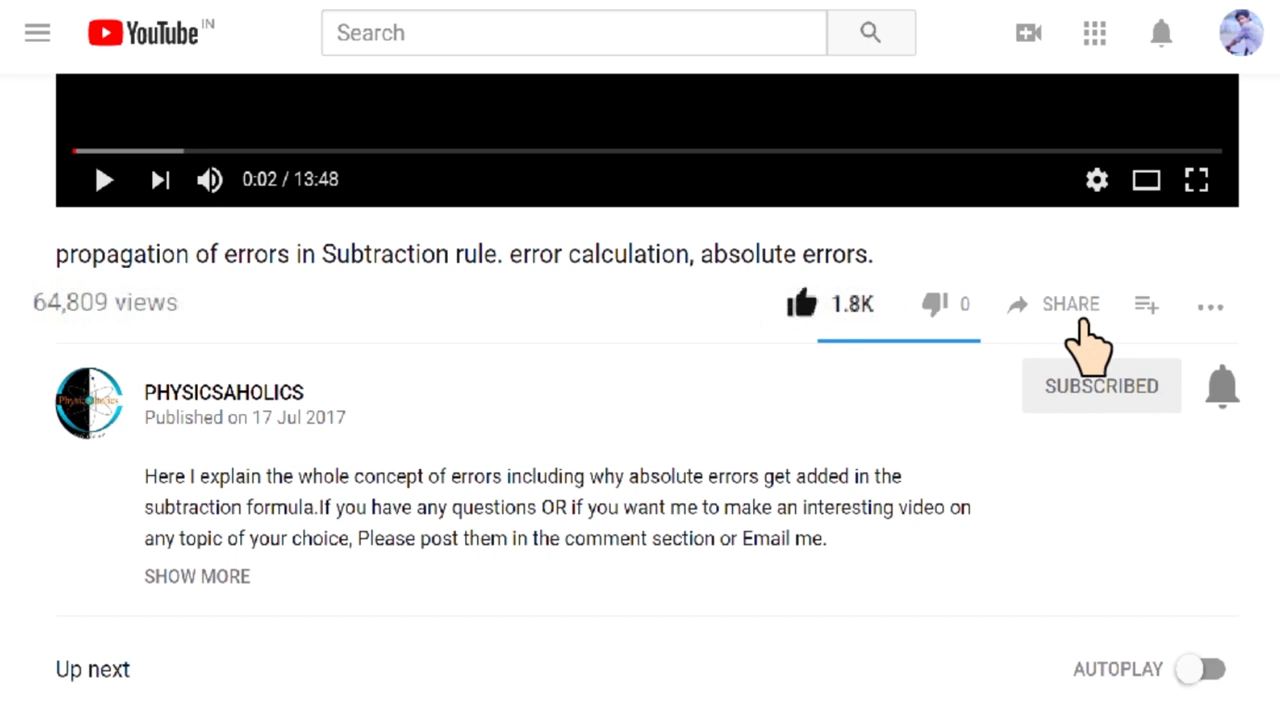 YouTube IN
Search
0:02 / 13:48
propagation of errors in Subtraction rule. error calculation, absolute errors.
64,809 views
1.8K
0
SHARE
SUBSCRIBED
PHYSICSAHOLICS
Published on 17 Jul 2017
Here I explain the whole concept of errors including why absolute errors get added in the
subtraction formula.If you have any questions OR if you want me to make an interesting video on
any topic of your choice, Please post them in the comment section or Email me.
SHOW MORE
Up next
AUTOPLAY